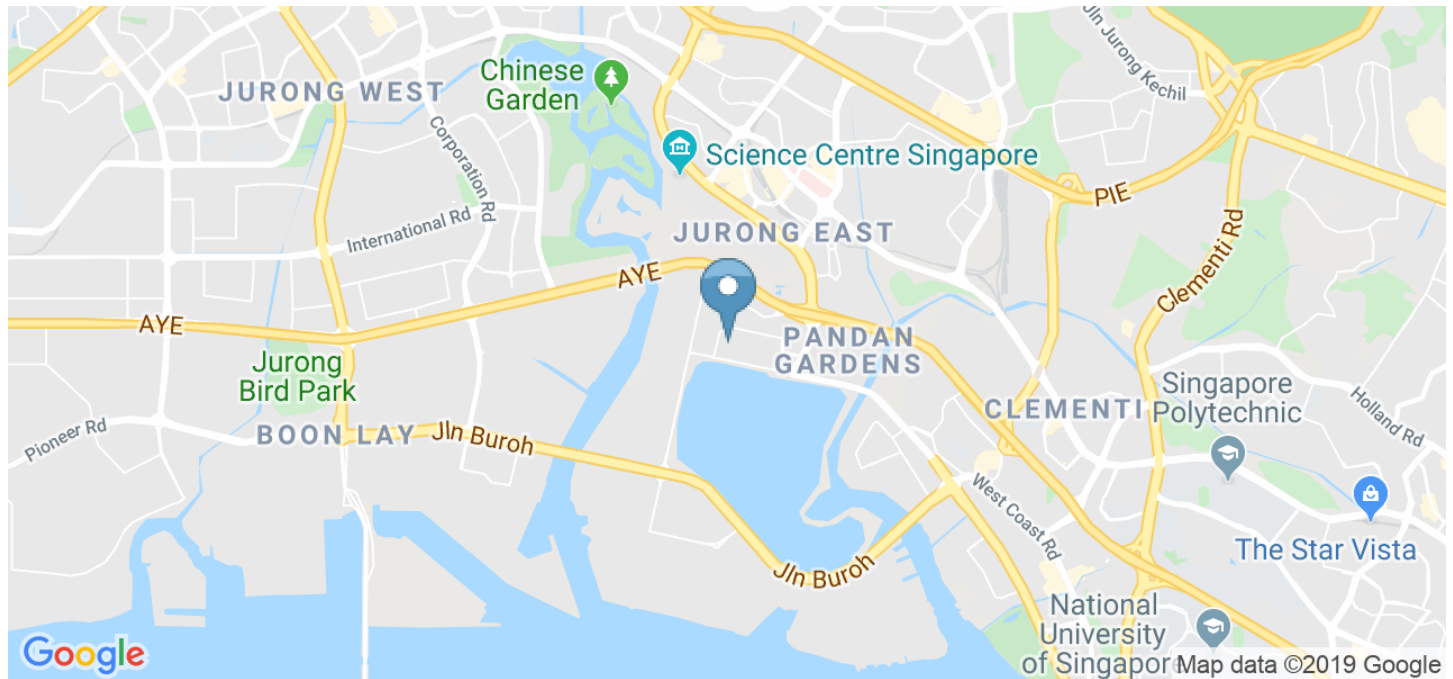 Jln Jurong Kechil
Chinese
Garden
JURONG WEST
Corporation Rd
Science Centre Singapore
PIE
International Rd
JURONG EAST
Clementi Rd
AYE
AYE
PANDAN
GARDENS
Jurong
Bird Park
Singapore
Polytechnic
Holland Rd
CLEMENTI
Pioneer Rd
BOON LAY
Jln Buroh
West Coast Rd
The Star Vista
Jln Buroh
National
University
of Singapore
Google
Map data ©2019 Google